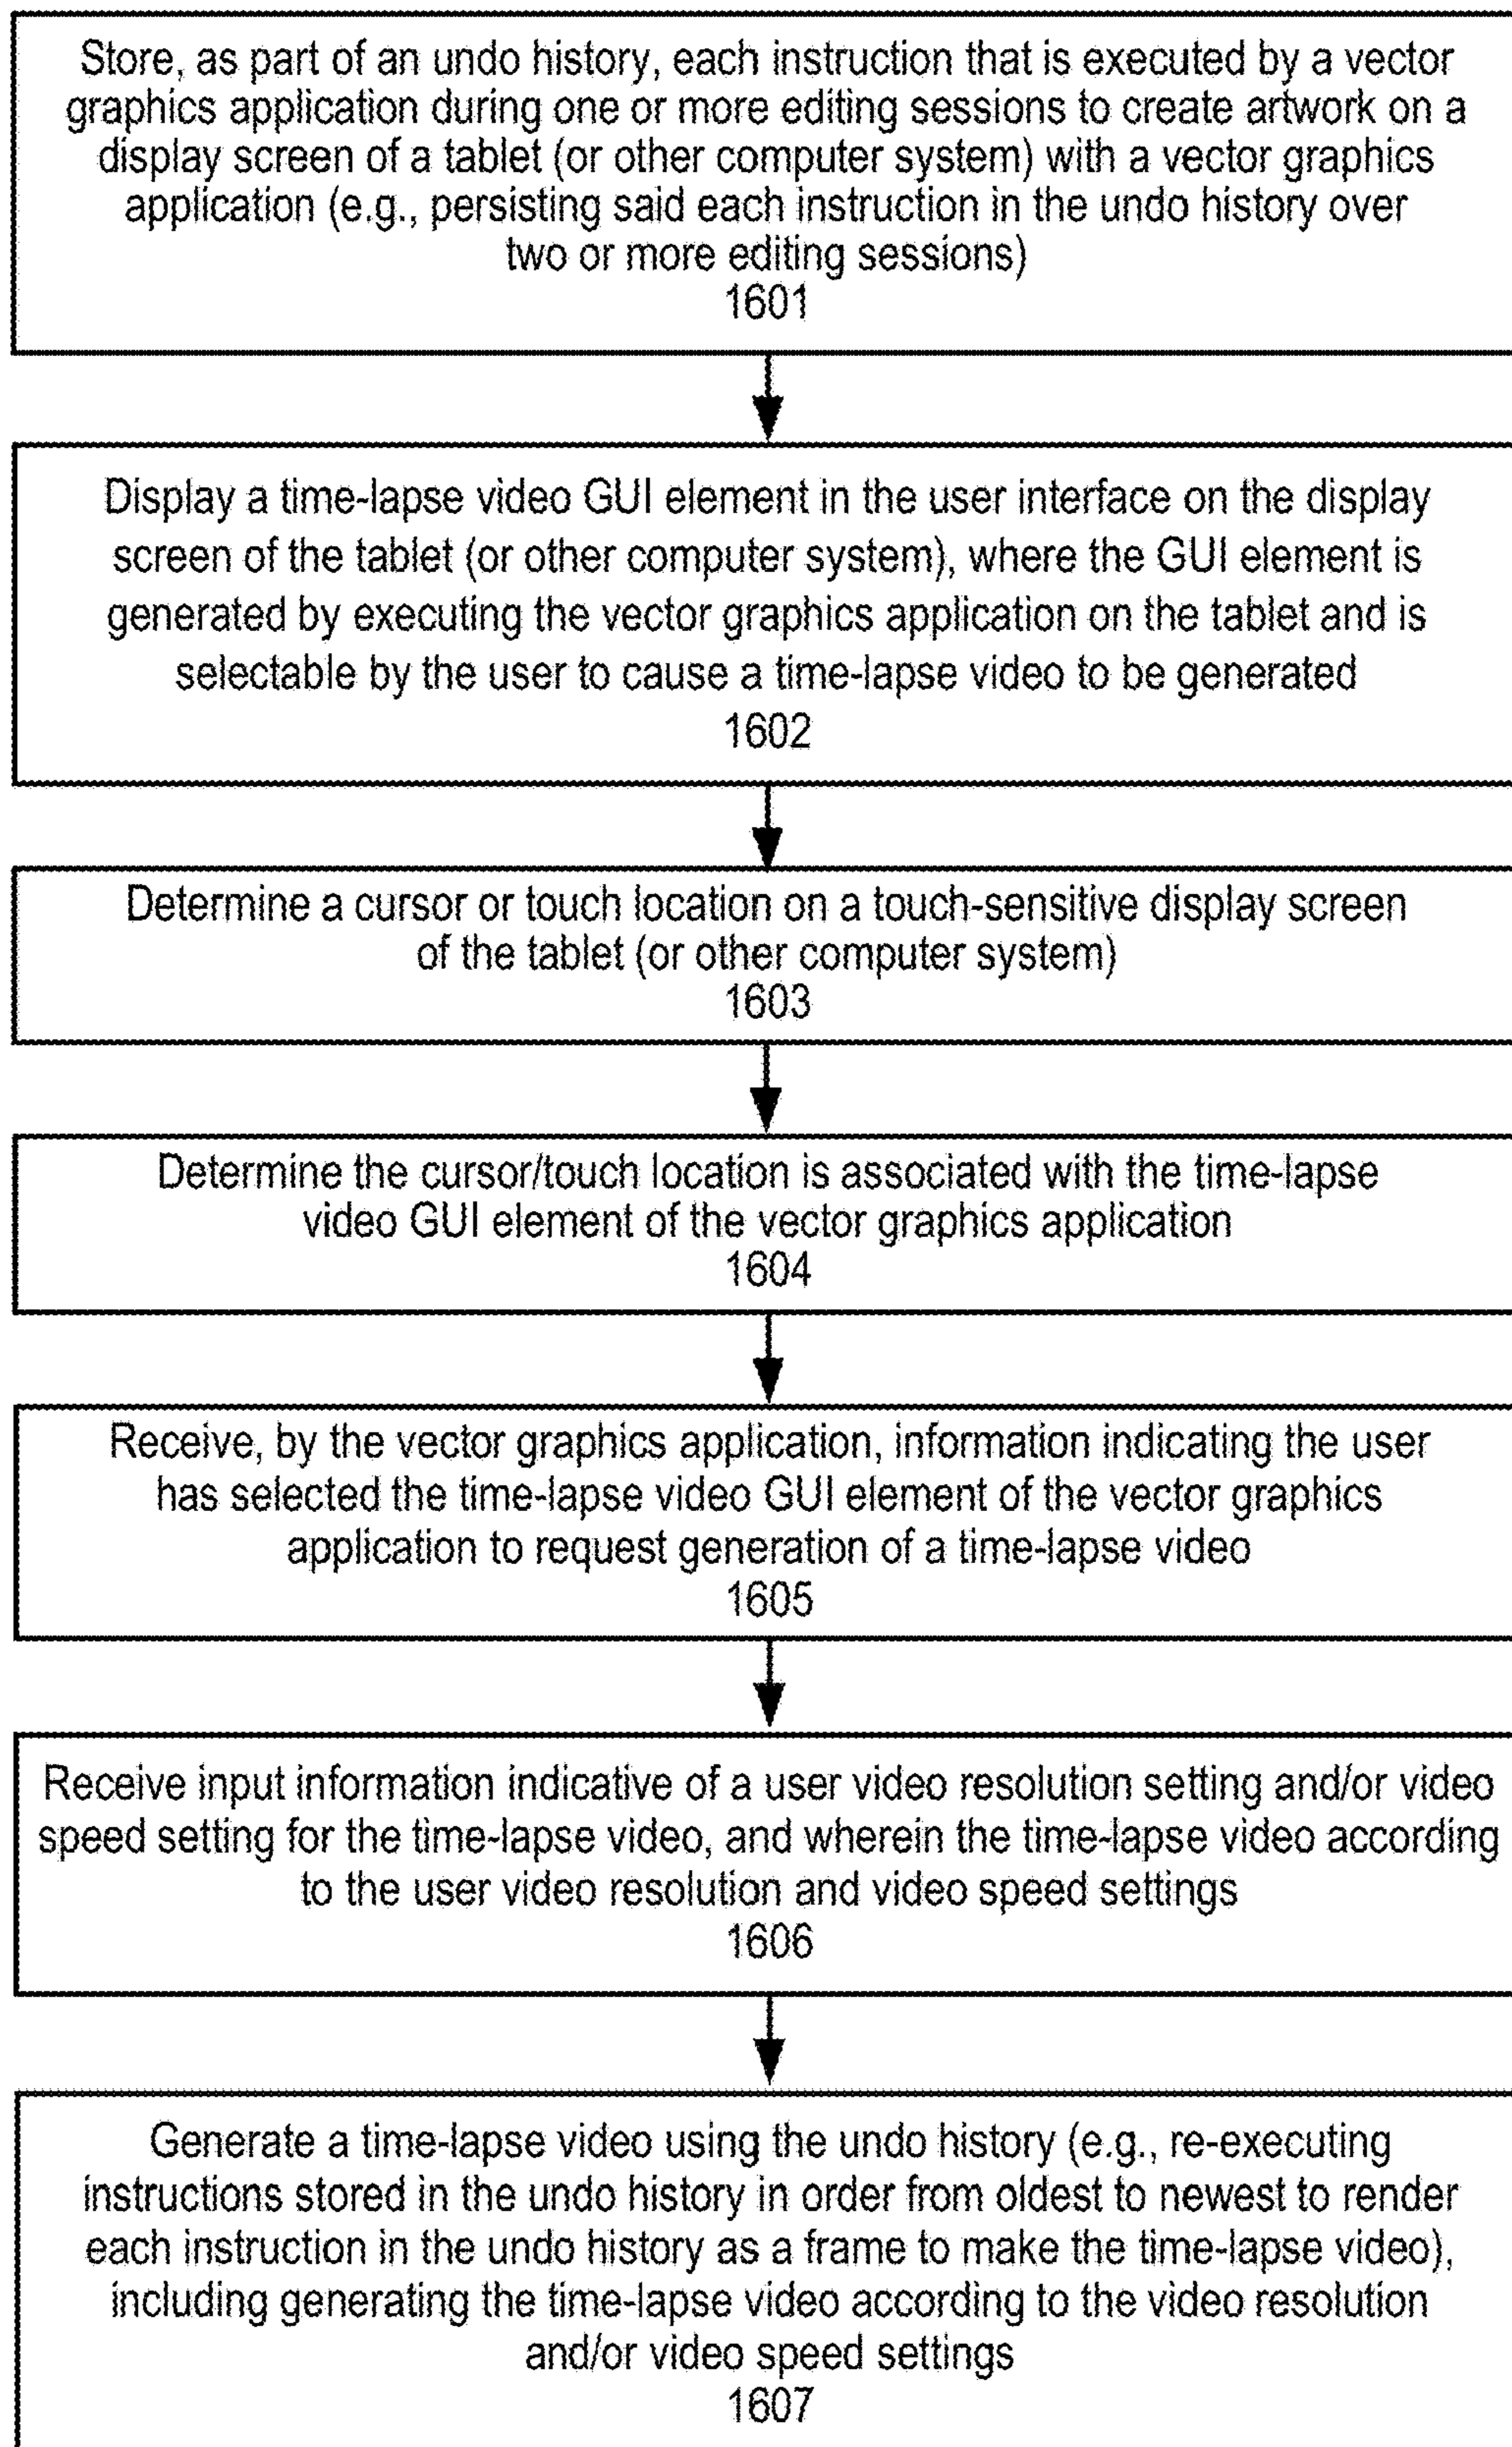 Store, as part of an undo history, each instruction that is executed by a vector
graphics application during one or more editing sessions to create artwork on a
display screen of a tablet (or other computer system) with a vector graphics
application (e.g., persisting said each instruction in the undo history over
two or more editing sessions)
1601
Display a time-lapse video GUI element in the user interface on the display
screen of the tablet (or other computer system), where the GUI element is
generated by executing the vector graphics application on the tablet and is
selectable by the user to cause a time-lapse video to be generated
1602
Determine a cursor or touch location on a touch-sensitive display screen
of the tablet (or other computer system)
1603
Determine the cursor/touch location is associated with the time-lapse
video GUI element of the vector graphics application
1604
Receive, by the vector graphics application, information indicating the user
has selected the time-lapse video GUI element of the vector graphics
application to request generation of a time-lapse video
1605
Receive input information indicative of a user video resolution setting and/or video
speed setting for the time-lapse video, and wherein the time-lapse video according
to the user video resolution and video speed settings
1606
Generate a time-lapse video using the undo history (e.g., re-executing
instructions stored in the undo history in order from oldest to newest to render
each instruction in the undo history as a frame to make the time-lapse video),
including generating the time-lapse video according to the video resolution
and/or video speed settings
1607